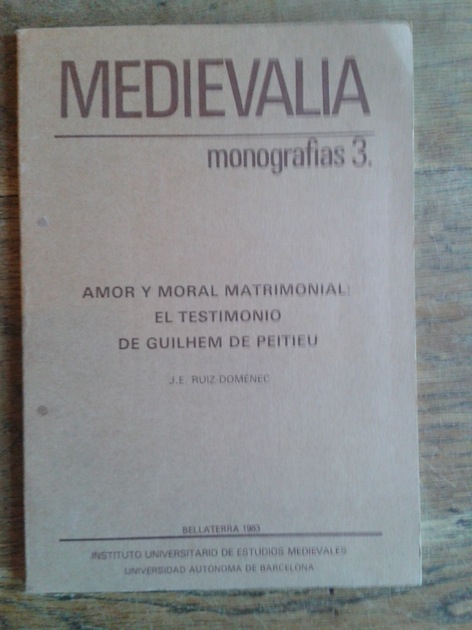 MEDIEVALIA
monografias 3.
AMOR Y MORAL MATRIMONIAL:
EL TESTIMONIO
DE GUILHEM DE PEITIEU
J.E. RUIZ-DOMENEC
BELLATERRA 1983
INSTITUTO UNIVERSITARIO DE ESTUDIOS MEDIEVALES
UNIVERSIDAD AUTONOMA DE BARCELONA